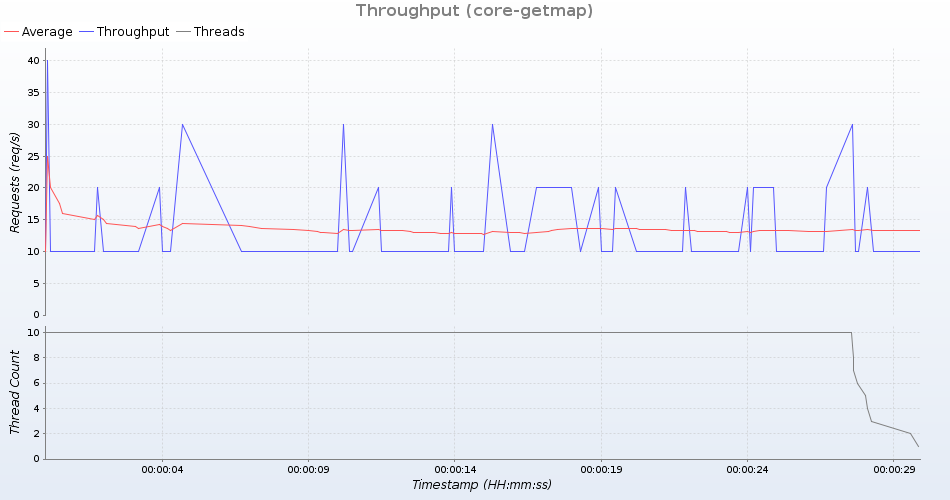 Throughput (core-getmap)
Average Throughput Threads
40
35
30
25
20
15
10
5
0
Requests (req/s)
10
8
6
4
2
0
Thread Count
00:00:04 00:00:09 00:00:14 00:00:19 00:00:24 00:00:29
Timestamp (HH:mm:ss)